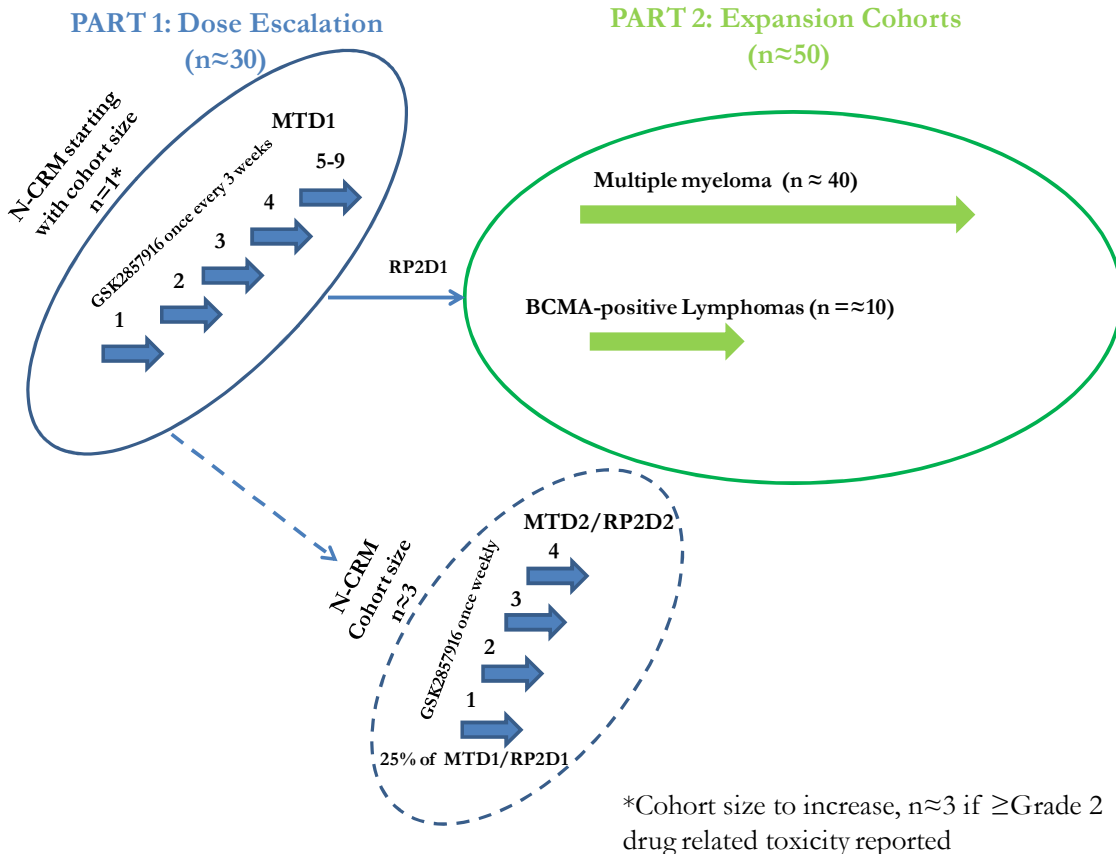 PART 1: Dose Escalation
(n≈30)
PART 2: Expansion Cohorts
(n≈50)
N-CRM starting
with cohort size
n=1*
GSK2857916 once every 3 weeks
MTD1
5-9
4
3
2
1
RP2D1
Multiple myeloma (n ≈ 40)
BCMA-positive Lymphomas (n =≈10)
N-CRM
Cohort size
n≈3
GSK2857916 once weekly
MTD2/RP2D2
4
3
2
1
25% of MTD1/RP2D1
*Cohort size to increase, n≈3 if ≥Grade 2
drug related toxicity reported